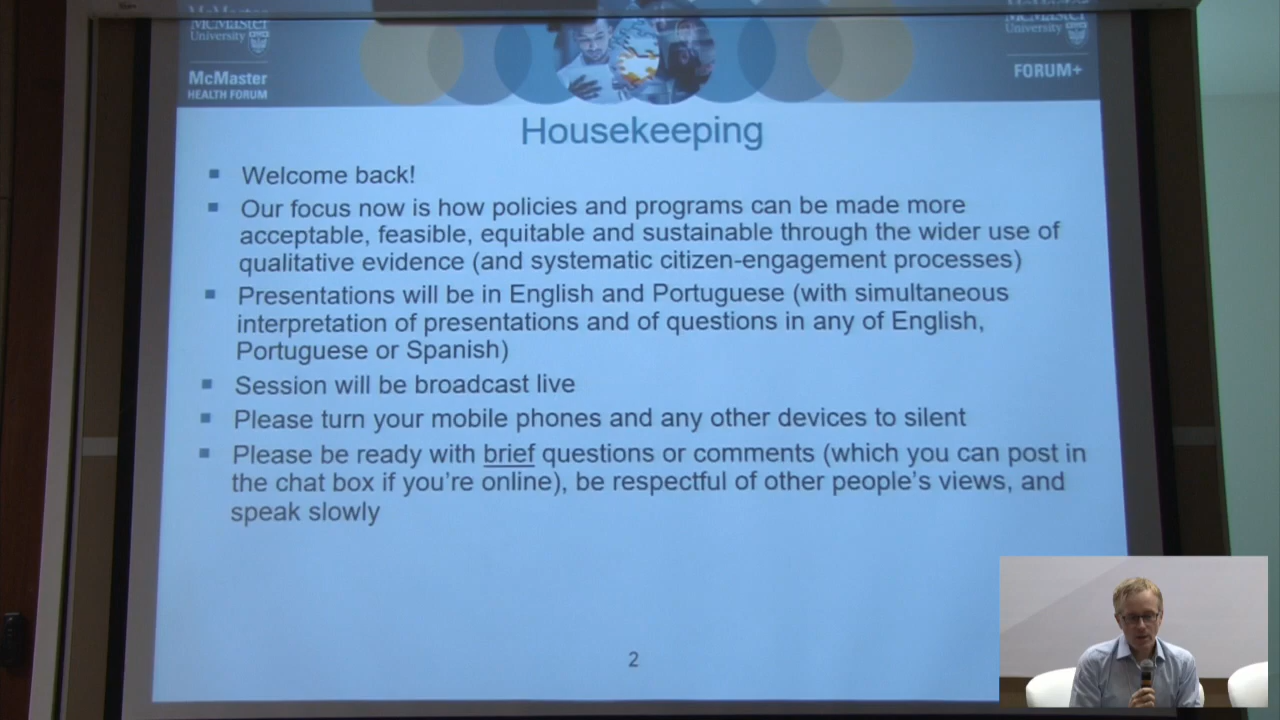 McMaster
University
McMaster
University
McMaster
HEALTH FORUM
FORUM+
Housekeeping
Welcome back!
Our focus now is how policies and programs can be made more
acceptable, feasible, equitable and sustainable through the wider use of
qualitative evidence (and systematic citizen-engagement processes)
Presentations will be in English and Portuguese (with simultaneous
interpretation of presentations and of questions in any of English,
Portuguese or Spanish)
Session will be broadcast live
Please turn your mobile phones and any other devices to silent
Please be ready with brief questions or comments (which you can post in
the chat box if you're online), be respectful of other people's views, and
speak slowly
2